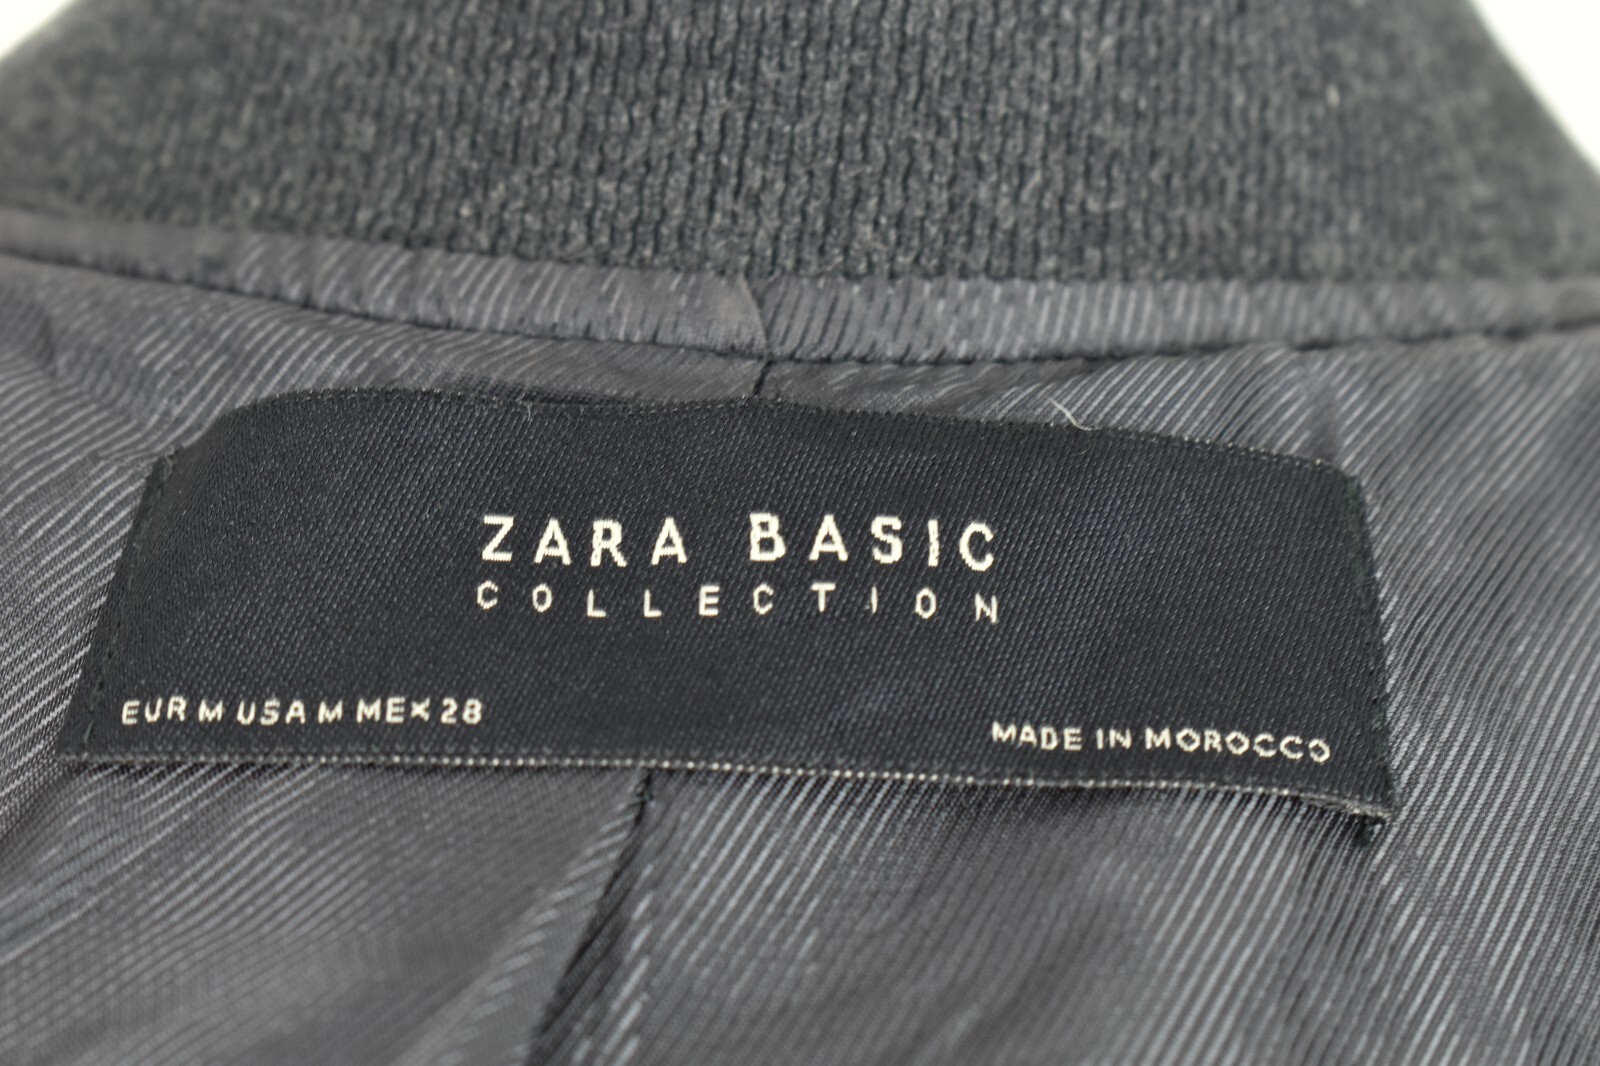 ZARA BASIC
COLLECTION
EUR M USA M MEX 28
MADE IN MOROCCO